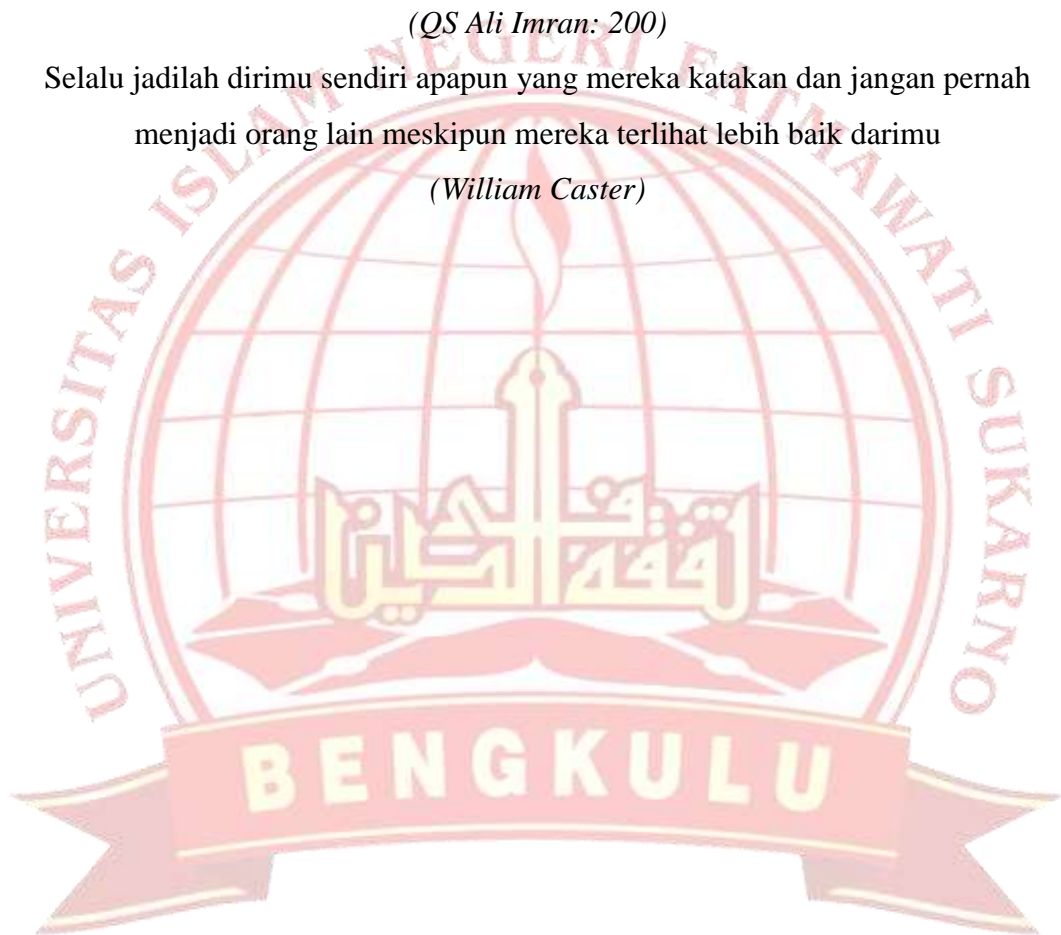 (QS Ali Imran: 200)
Selalu jadilah dirimu sendiri apapun yang mereka katakan dan jangan pernah
menjadi orang lain meskipun mereka terlihat lebih baik darimu
(William Caster)
UNIVERSITAS ISLAM NEGERI FATMAWATI SUKARNO
BENGKULU